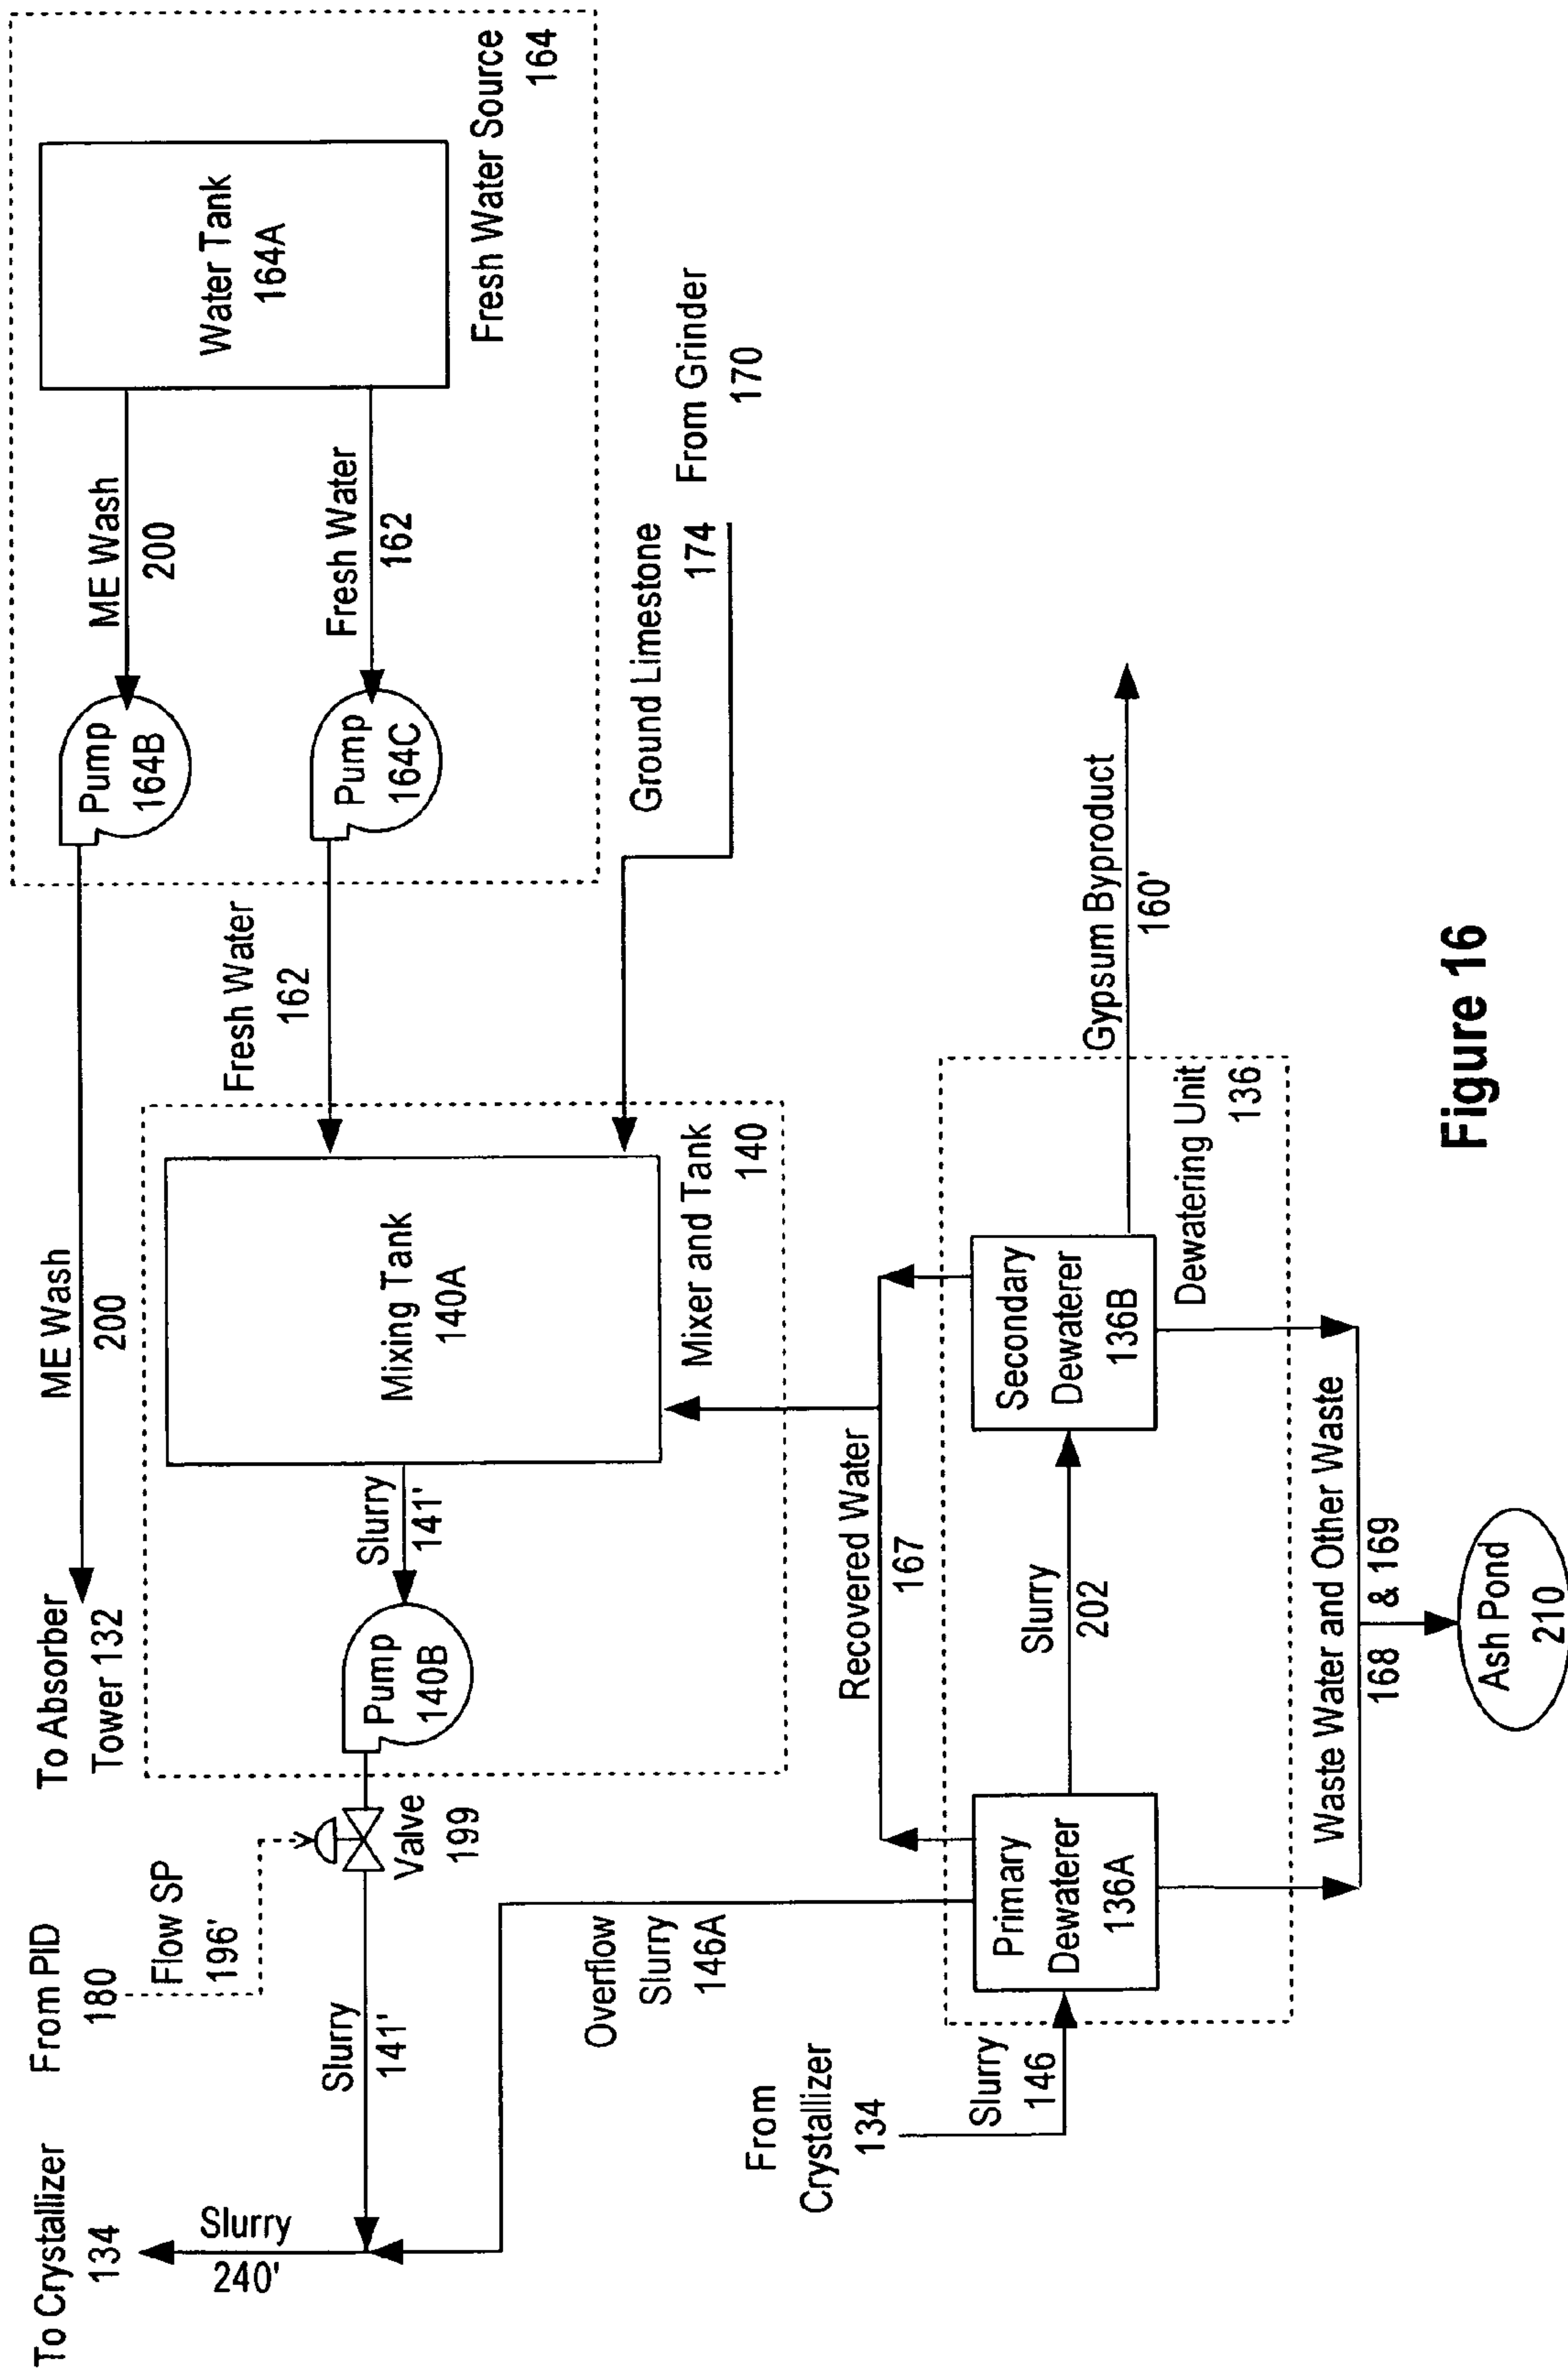 To Crystallizer
134
From PID
180
To Absorber
Tower 132
ME Wash
200
Pump
164B
ME Wash
200
Water Tank
164A
Slurry
240'
Flow SP
196'
Slurry
141'
Valve
199
Pump
140B
Slurry
141'
Mixing Tank
140A
Fresh Water
162
Pump
164C
Fresh Water
162
Fresh Water Source
164
Mixer and Tank
140
Ground Limestone
174
From Grinder
170
Overflow
Slurry
146A
Recovered Water
167
From
Crystallizer
134
Slurry
146
Primary
Dewaterer
136A
Slurry
202
Secondary
Dewaterer
136B
Gypsum Byproduct
160'
Dewatering Unit
136
Waste Water and Other Waste
168 & 169
Ash Pond
210
Figure 16